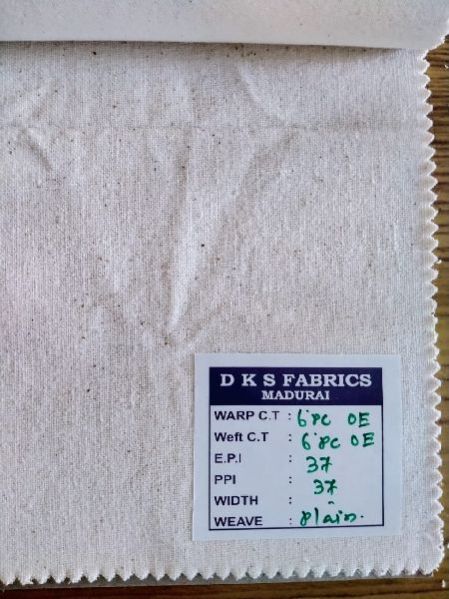 D K S FABRICS
MADURAI
WARP C.T : 6'PC OE
Weft C.T : 6'PC OE
E.P.I : 37
PPI : 37
WIDTH : "
WEAVE : Plain.